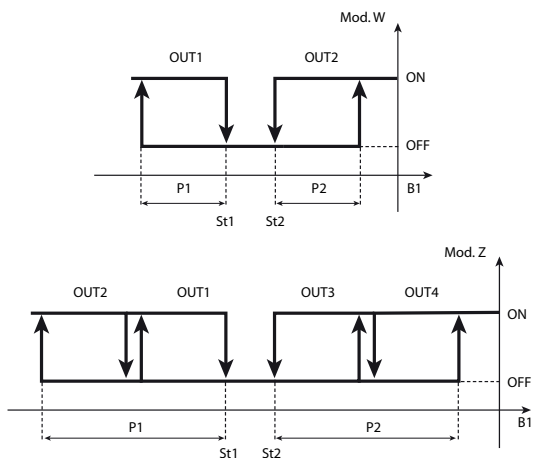 Mod. W
OUT1 OUT2
ON
OFF
P1 P2 B1
St1 St2
Mod. Z
OUT2 OUT1 OUT3 OUT4
ON
OFF
P1 P2 B1
St1 St2